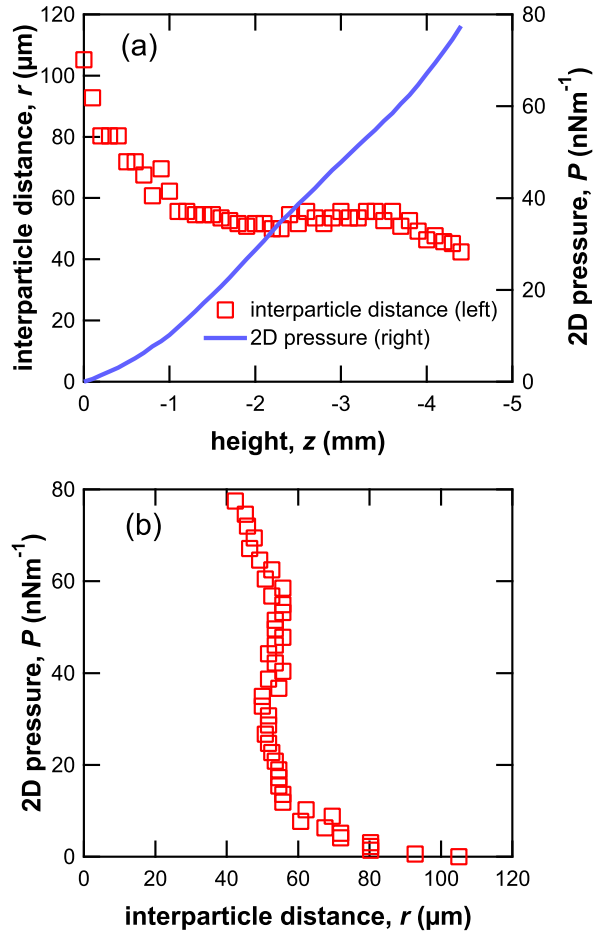 (a)
interparticle distance, r (µm)
120
100
80
60
40
20
0
2D pressure, P (nNm⁻¹)
80
60
40
20
0
interparticle distance (left)
2D pressure (right)
0 -1 -2 -3 -4 -5
height, z (mm)
(b)
2D pressure, P (nNm⁻¹)
80
60
40
20
0
0 20 40 60 80 100 120
interparticle distance, r (µm)